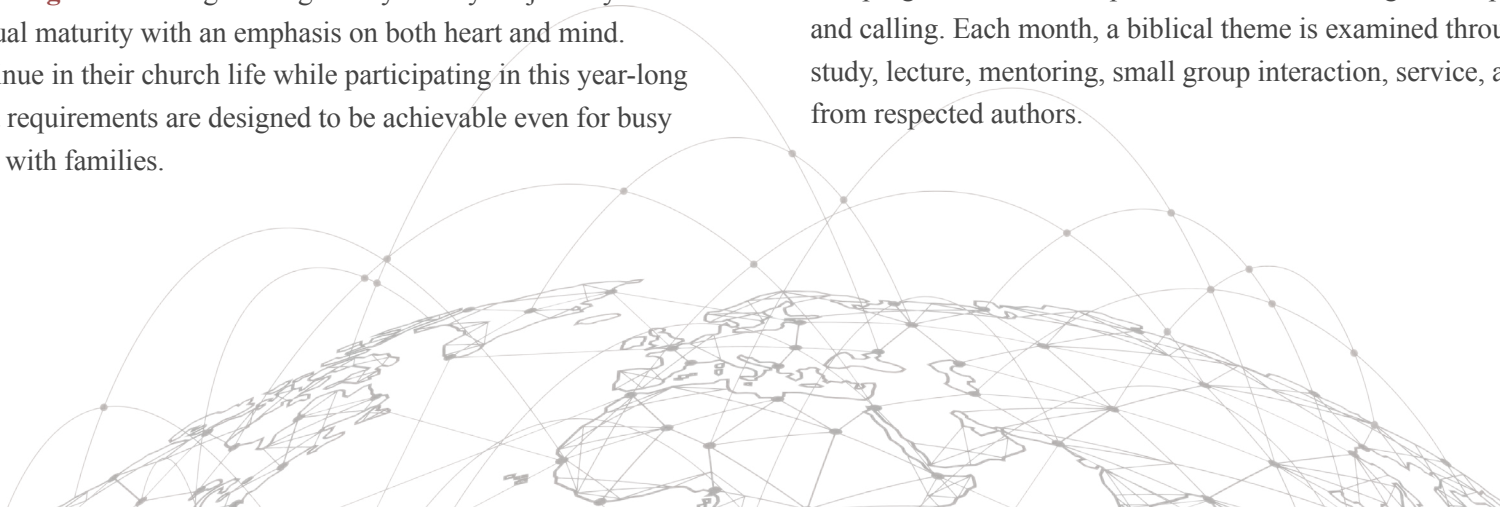 ual maturity with an emphasis on both heart and mind.
nue in their church life while participating in this year-long
requirements are designed to be achievable even for busy
with families.
and calling. Each month, a biblical theme is examined throu
study, lecture, mentoring, small group interaction, service, a
from respected authors.